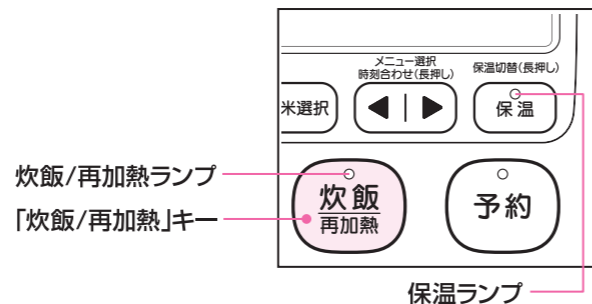 メニュー選択
時刻合わせ(長押し)
保温切替(長押し)
米選択
◀|▶
保温
炊飯/再加熱ランプ
「炊飯/再加熱」キー
炊飯
再加熱
予約
保温ランプ